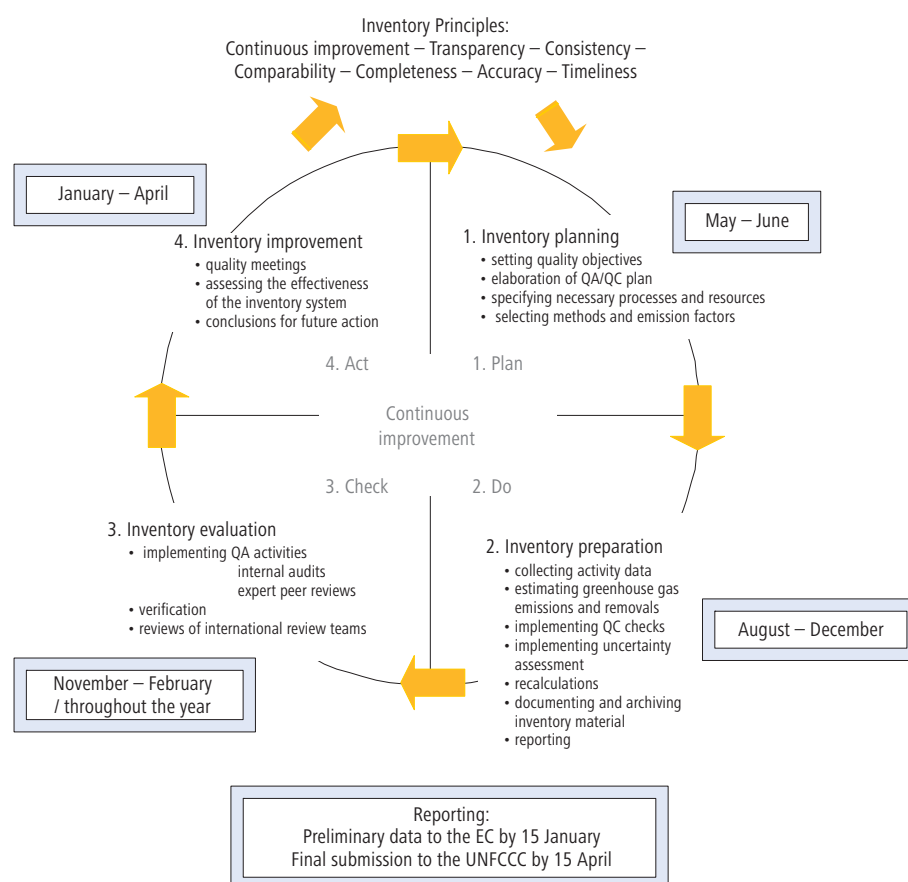 Inventory Principles:
Continuous improvement – Transparency – Consistency –
Comparability – Completeness – Accuracy – Timeliness
January – April
May – June
4. Inventory improvement
• quality meetings
• assessing the effectiveness
of the inventory system
• conclusions for future action
1. Inventory planning
• setting quality objectives
• elaboration of QA/QC plan
• specifying necessary processes and resources
• selecting methods and emission factors
4. Act
1. Plan
Continuous
improvement
3. Check
2. Do
3. Inventory evaluation
• implementing QA activities
internal audits
expert peer reviews
• verification
• reviews of international review teams
2. Inventory preparation
• collecting activity data
• estimating greenhouse gas
emissions and removals
• implementing QC checks
• implementing uncertainty
assessment
• recalculations
• documenting and archiving
inventory material
• reporting
August – December
November – February
/ throughout the year
Reporting:
Preliminary data to the EC by 15 January
Final submission to the UNFCCC by 15 April